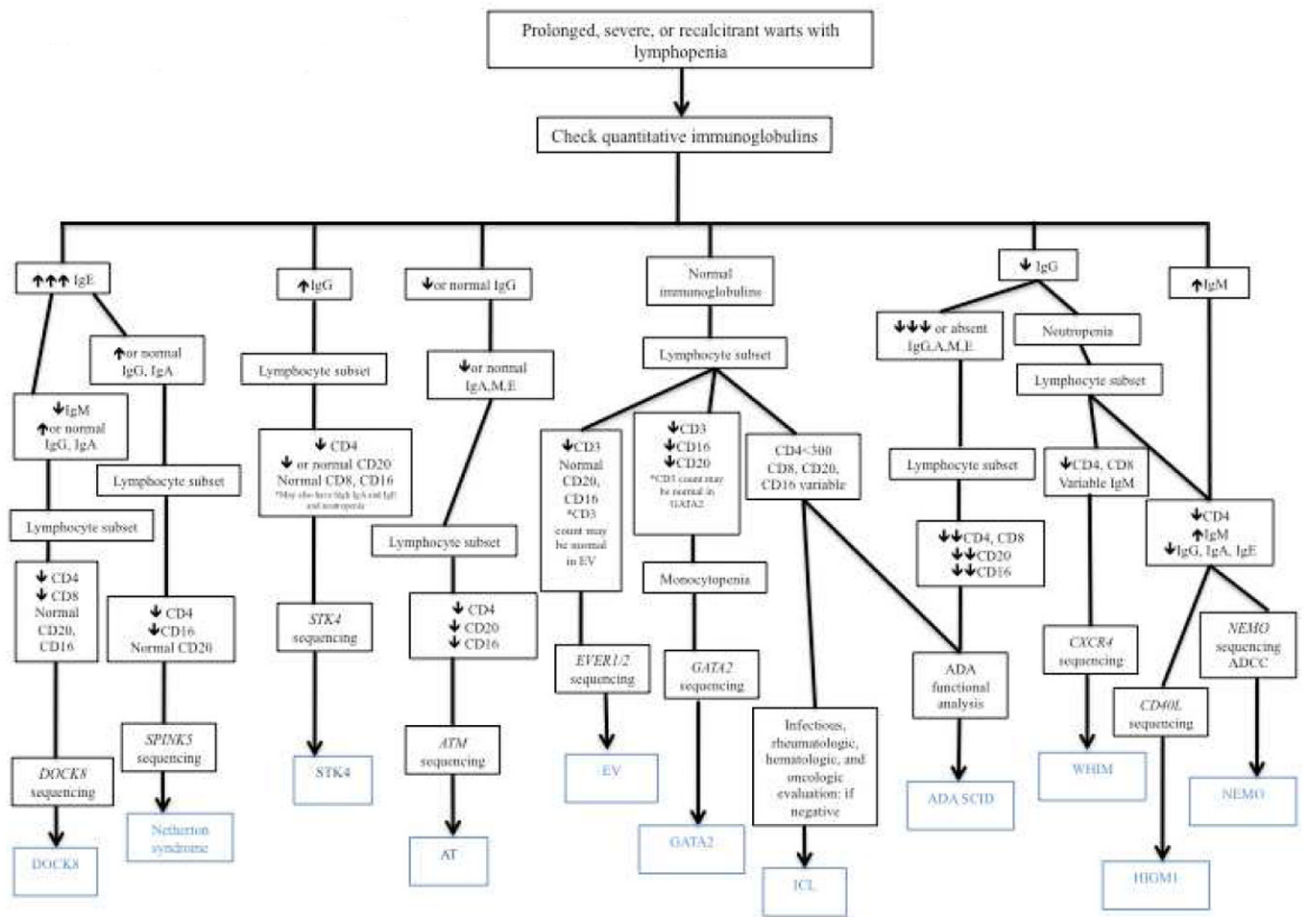 Prolonged, severe, or recalcitrant warts with
lymphopenia
Check quantitative immunoglobulins
↑↑↑ IgE
↑IgG
↓or normal IgG
Normal
immunoglobulins
↓ IgG
↑IgM
↑or normal
IgG, IgA
↓IgM
↑or normal
IgG, IgA
Lymphocyte subset
Lymphocyte subset
↓ CD4
↓ CD8
Normal
CD20,
CD16
↓ CD4
↓CD16
Normal CD20
DOCK8
sequencing
SPINK5
sequencing
DOCK8
Netherton
syndrome
Lymphocyte subset
↓ CD4
↓ or normal CD20
Normal CD8, CD16
*May also have high IgA and IgE
and neutropenia
STK4
sequencing
STK4
↓or normal
IgA,M,E
Lymphocyte subset
↓ CD4
↓ CD20
↓ CD16
ATM
sequencing
AT
Lymphocyte subset
↓CD3
Normal
CD20,
CD16
*CD3
count may
be normal
in EV
EVER1/2
sequencing
EV
↓CD3
↓CD16
↓CD20
*CD3 count may
be normal in
GATA2
Monocytopenia
GATA2
sequencing
GATA2
CD4<300
CD8, CD20,
CD16 variable
Infectious,
rheumatologic,
hematologic, and
oncologic
evaluation: if
negative
ICL
↓↓↓ or absent
IgG,A,M,E
Lymphocyte subset
↓↓CD4, CD8
↓↓CD20
↓↓CD16
ADA
functional
analysis
ADA SCID
Neutropenia
Lymphocyte subset
↓CD4, CD8
Variable IgM
CXCR4
sequencing
WHIM
↓CD4
↑IgM
↓IgG, IgA, IgE
CD40L
sequencing
HIGM1
NEMO
sequencing
ADCC
NEMO